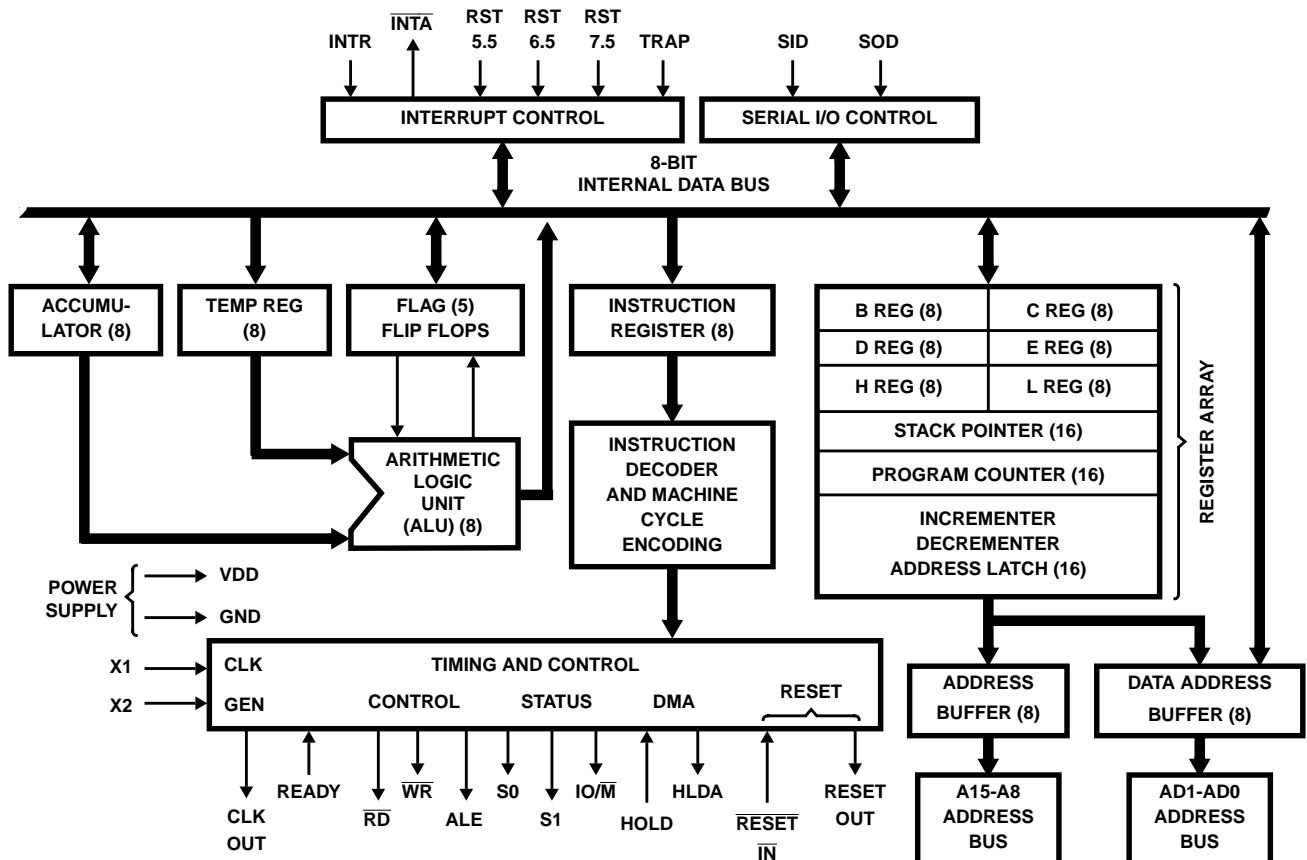 INTR
INTA
RST
5.5
RST
6.5
RST
7.5
TRAP
SID
SOD
INTERRUPT CONTROL
SERIAL I/O CONTROL
8-BIT
INTERNAL DATA BUS
ACCUMU-
LATOR (8)
TEMP REG
(8)
FLAG (5)
FLIP FLOPS
INSTRUCTION
REGISTER (8)
B REG (8)
C REG (8)
D REG (8)
E REG (8)
H REG (8)
L REG (8)
STACK POINTER (16)
PROGRAM COUNTER (16)
INCREMENTER
DECREMENTER
ADDRESS LATCH (16)
REGISTER ARRAY
ARITHMETIC
LOGIC
UNIT
(ALU) (8)
INSTRUCTION
DECODER
AND MACHINE
CYCLE
ENCODING
POWER
SUPPLY
VDD
GND
X1
X2
CLK
GEN
TIMING AND CONTROL
CONTROL
STATUS
DMA
RESET
ADDRESS
BUFFER (8)
DATA ADDRESS
BUFFER (8)
CLK
OUT
READY
RD
WR
ALE
S0
S1
IO/M
HOLD
HLDA
RESET
IN
RESET
OUT
A15-A8
ADDRESS
BUS
AD1-AD0
ADDRESS
BUS